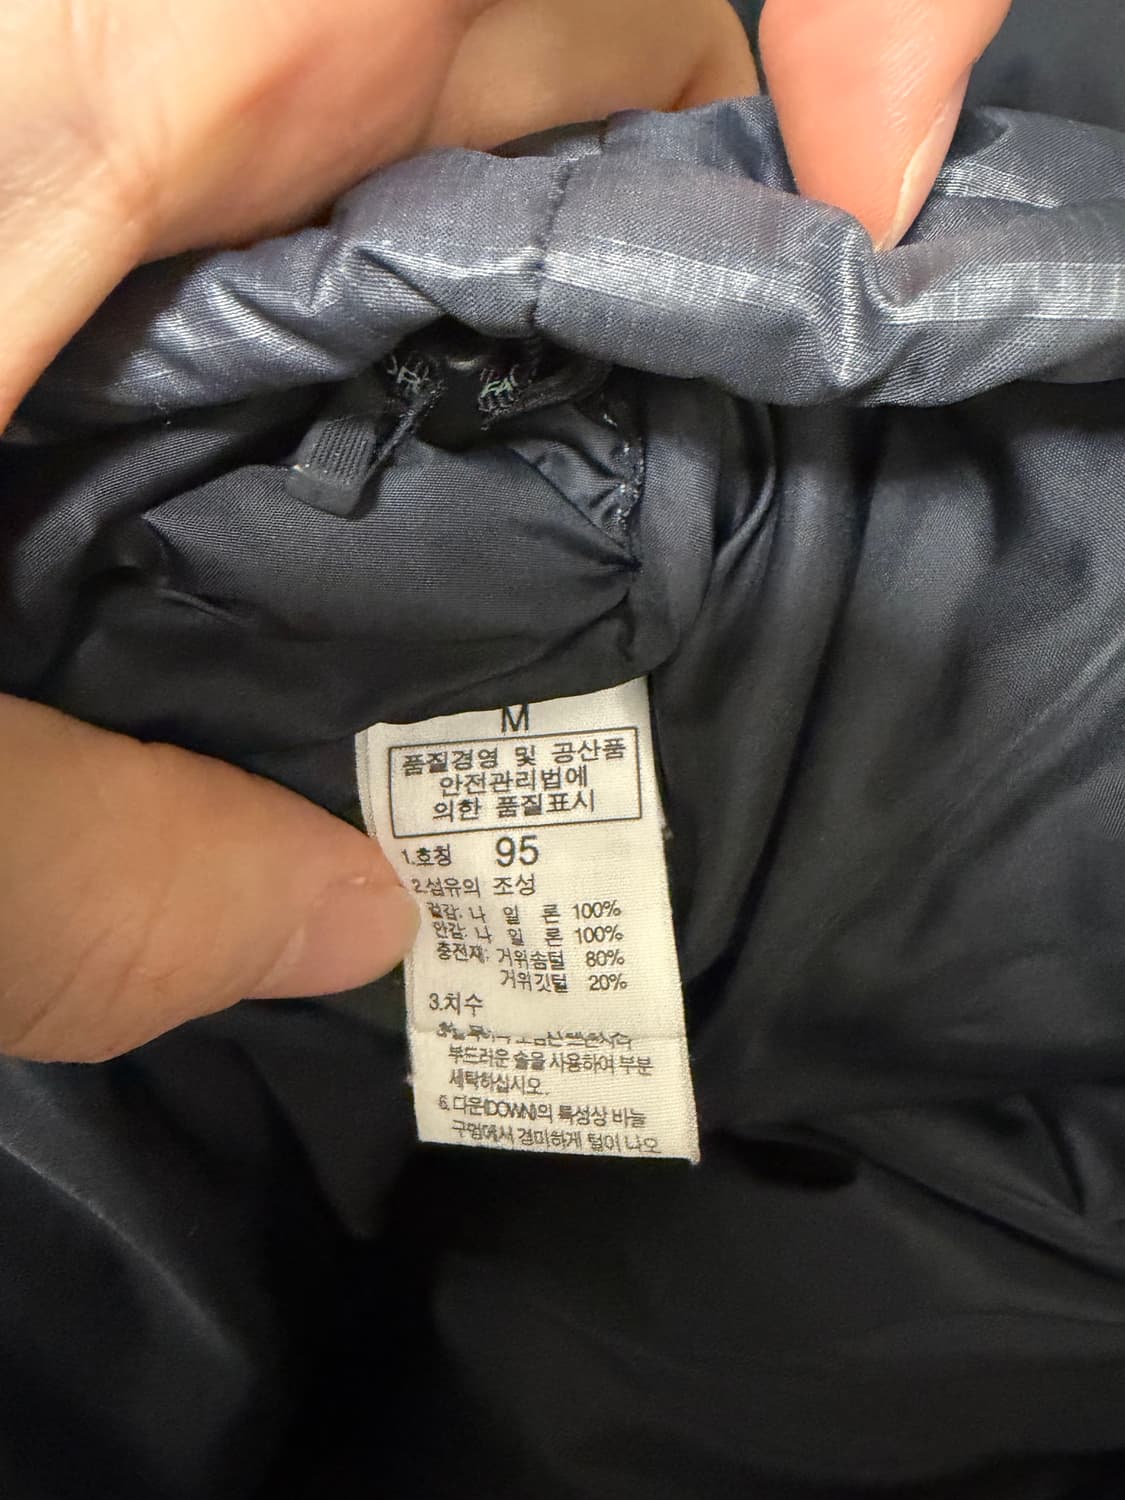 M
품질경영 및 공산품
안전관리법에
의한 품질표시
1.호칭 95
2.섬유의 조성
겉감: 나 일 론 100%
안감: 나 일 론 100%
충전재: 거위솜털 80%
거위깃털 20%
3.치수
부드러운 솔을 사용하여 부분
세탁하십시오.
6.다운(DOWN)의 특성상 바늘
구멍에서 경미하게 털이 나오